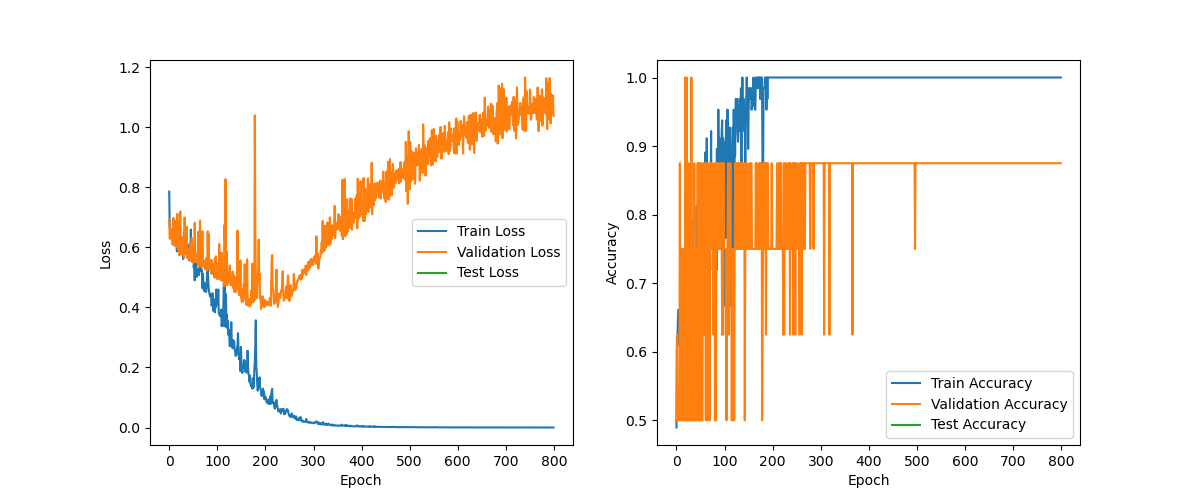 1.2
1.0
0.8
0.6
0.4
0.2
0.0
Loss
0 100 200 300 400 500 600 700 800
Epoch
Train Loss
Validation Loss
Test Loss
1.0
0.9
0.8
0.7
0.6
0.5
Accuracy
0 100 200 300 400 500 600 700 800
Epoch
Train Accuracy
Validation Accuracy
Test Accuracy